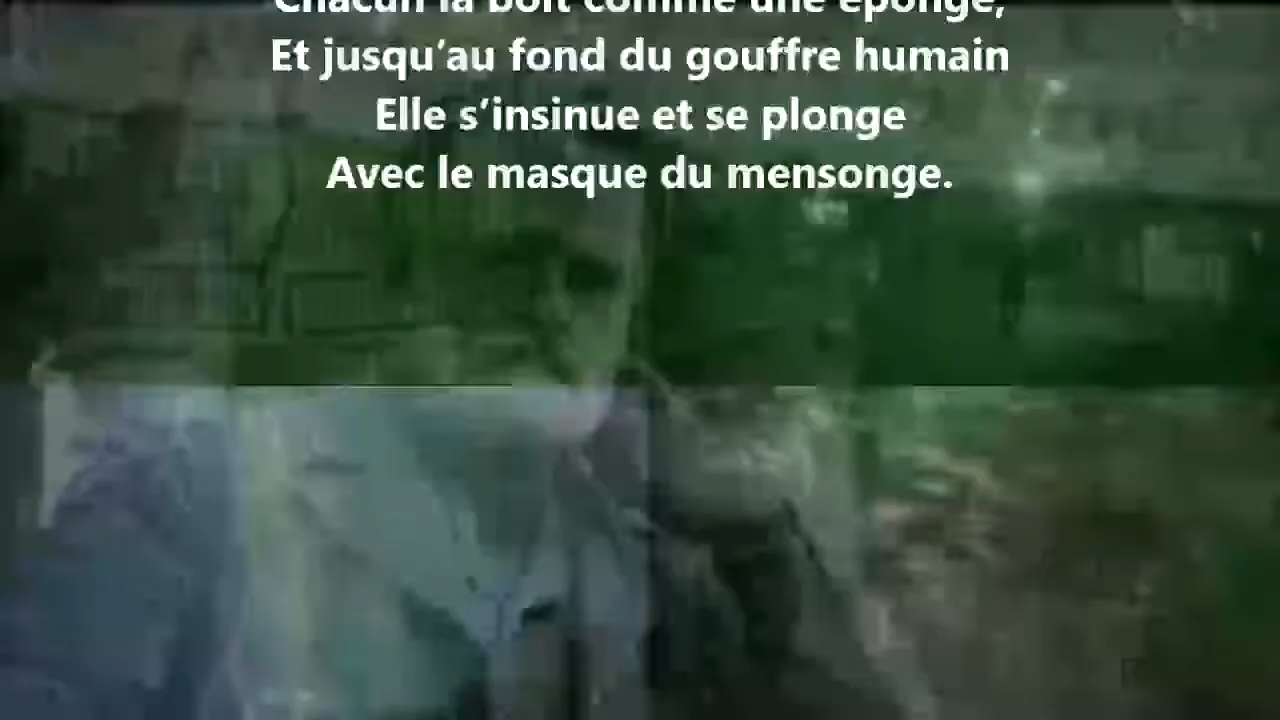 Chacun la boit comme une éponge,
Et jusqu’au fond du gouffre humain
Elle s’insinue et se plonge
Avec le masque du mensonge.